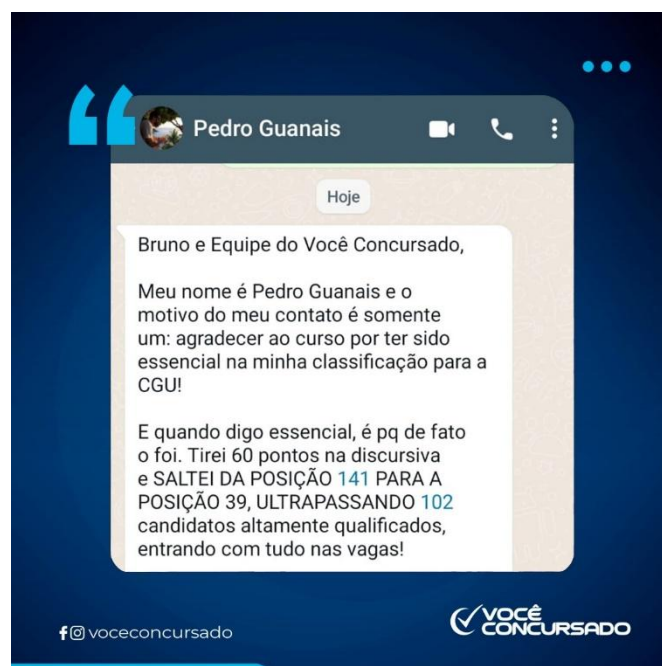 Pedro Guanais
Hoje
Bruno e Equipe do Você Concursado,
Meu nome é Pedro Guanais e o
motivo do meu contato é somente
um: agradecer ao curso por ter sido
essencial na minha classificação para a
CGU!
E quando digo essencial, é pq de fato
o foi. Tirei 60 pontos na discursiva
e SALTEI DA POSIÇÃO 141 PARA A
POSIÇÃO 39, ULTRAPASSANDO 102
candidatos altamente qualificados,
entrando com tudo nas vagas!
voceconcursado
VOCÊ
CONCURSADO